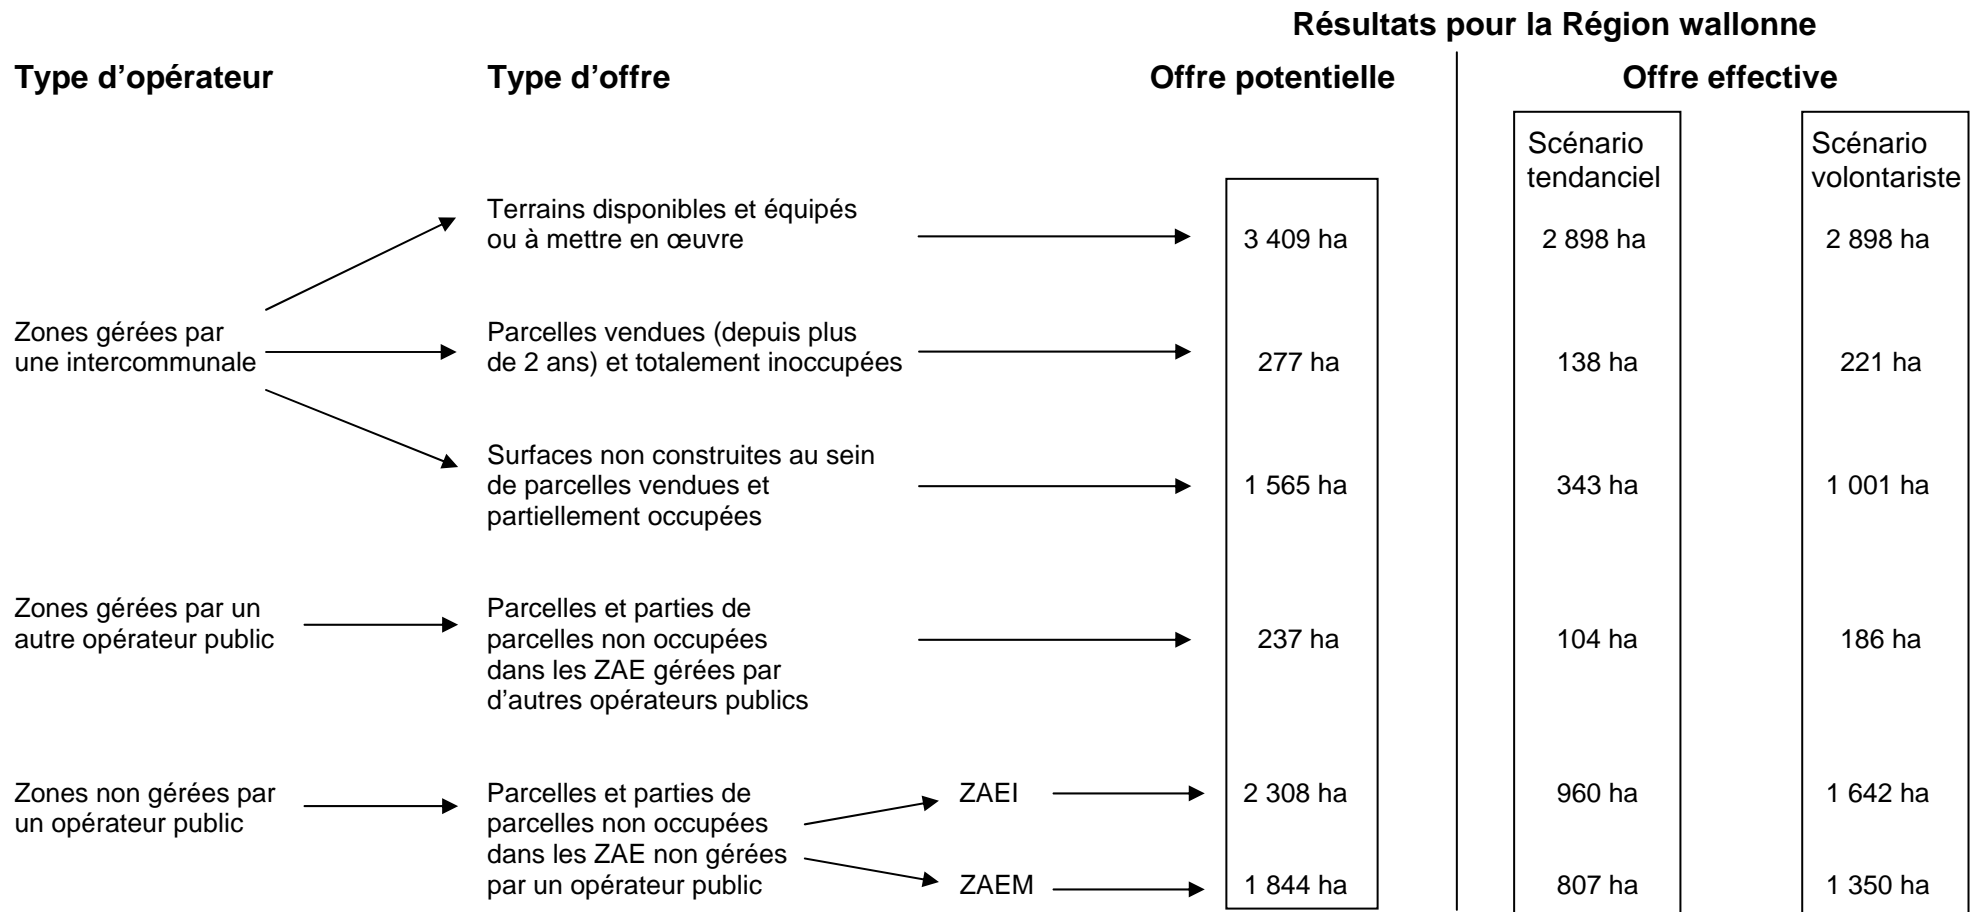 Résultats pour la Région wallonne
Type d’opérateur
Type d’offre
Offre potentielle
Offre effective
Scénario
tendanciel
Scénario
volontariste
Terrains disponibles et équipés
ou à mettre en œuvre
3 409 ha
2 898 ha
2 898 ha
Zones gérées par
une intercommunale
Parcelles vendues (depuis plus
de 2 ans) et totalement inoccupées
277 ha
138 ha
221 ha
Surfaces non construites au sein
de parcelles vendues et
partiellement occupées
1 565 ha
343 ha
1 001 ha
Zones gérées par un
autre opérateur public
Parcelles et parties de
parcelles non occupées
dans les ZAE gérées par
d’autres opérateurs publics
237 ha
104 ha
186 ha
Zones non gérées par
un opérateur public
Parcelles et parties de
parcelles non occupées
dans les ZAE non gérées
par un opérateur public
ZAEI
2 308 ha
960 ha
1 642 ha
ZAEM
1 844 ha
807 ha
1 350 ha